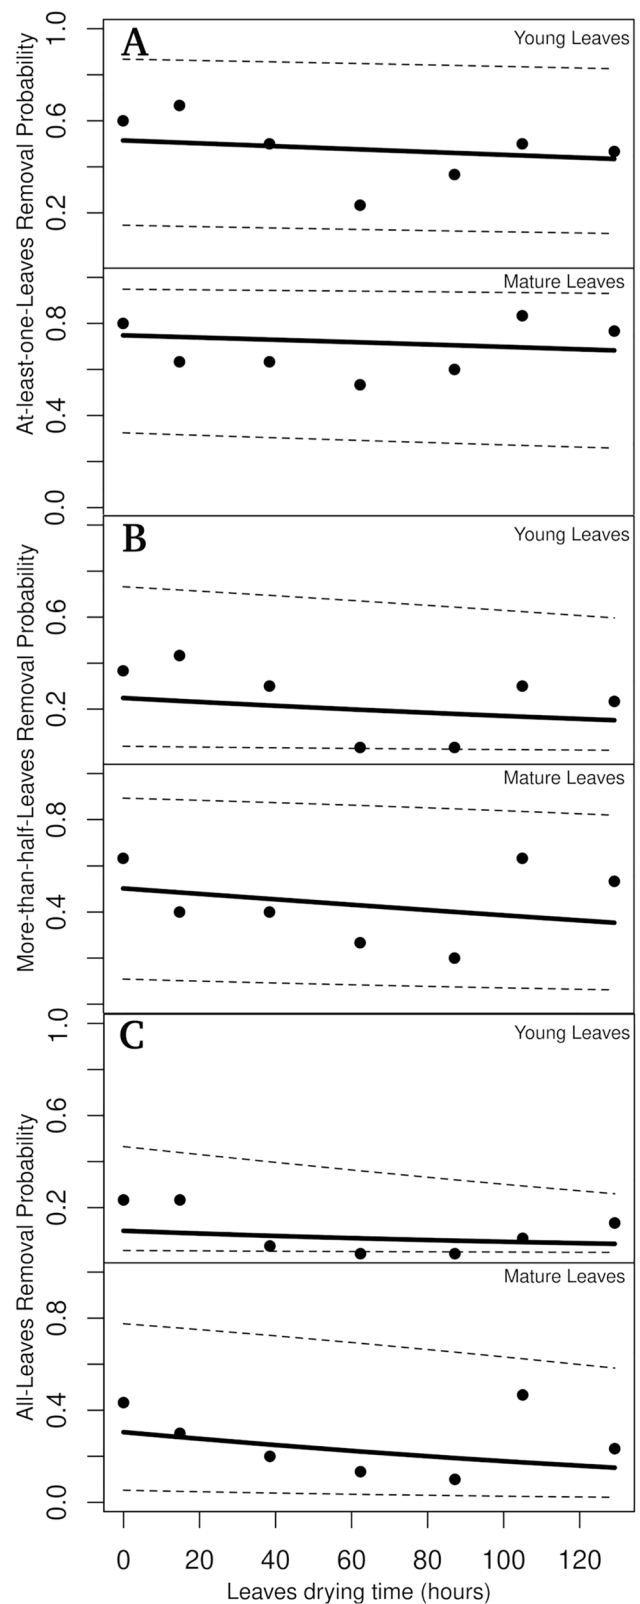 A
Young Leaves
1.0
0.6
0.2
At-least-one-Leaves Removal Probability
Mature Leaves
0.8
0.4
0.0
B
Young Leaves
0.6
0.2
More-than-half-Leaves Removal Probability
Mature Leaves
0.8
0.4
C
Young Leaves
1.0
0.6
0.2
All-Leaves Removal Probability
Mature Leaves
0.8
0.4
0.0
0 20 40 60 80 100 120
Leaves drying time (hours)